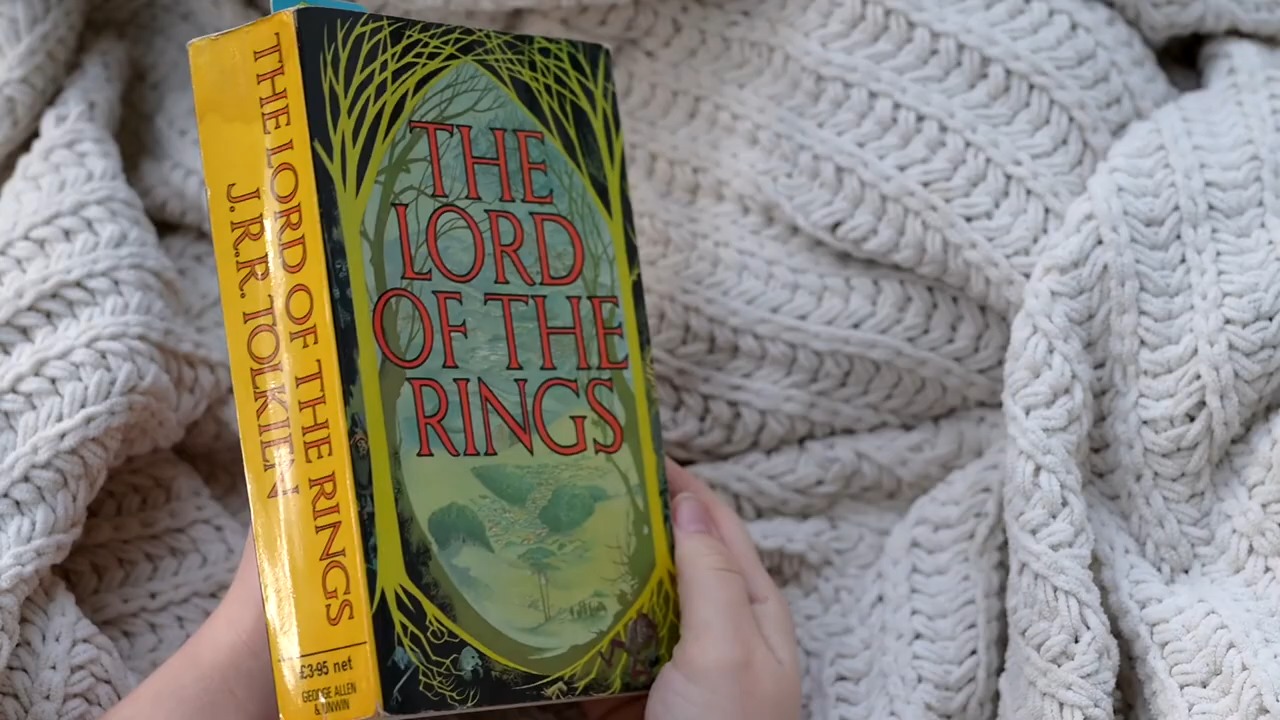 THE LORD OF THE RINGS
J.R.R. TOLKIEN
£3·95 net
GEORGE ALLEN
& UNWIN
THE
LORD
OF THE
RINGS